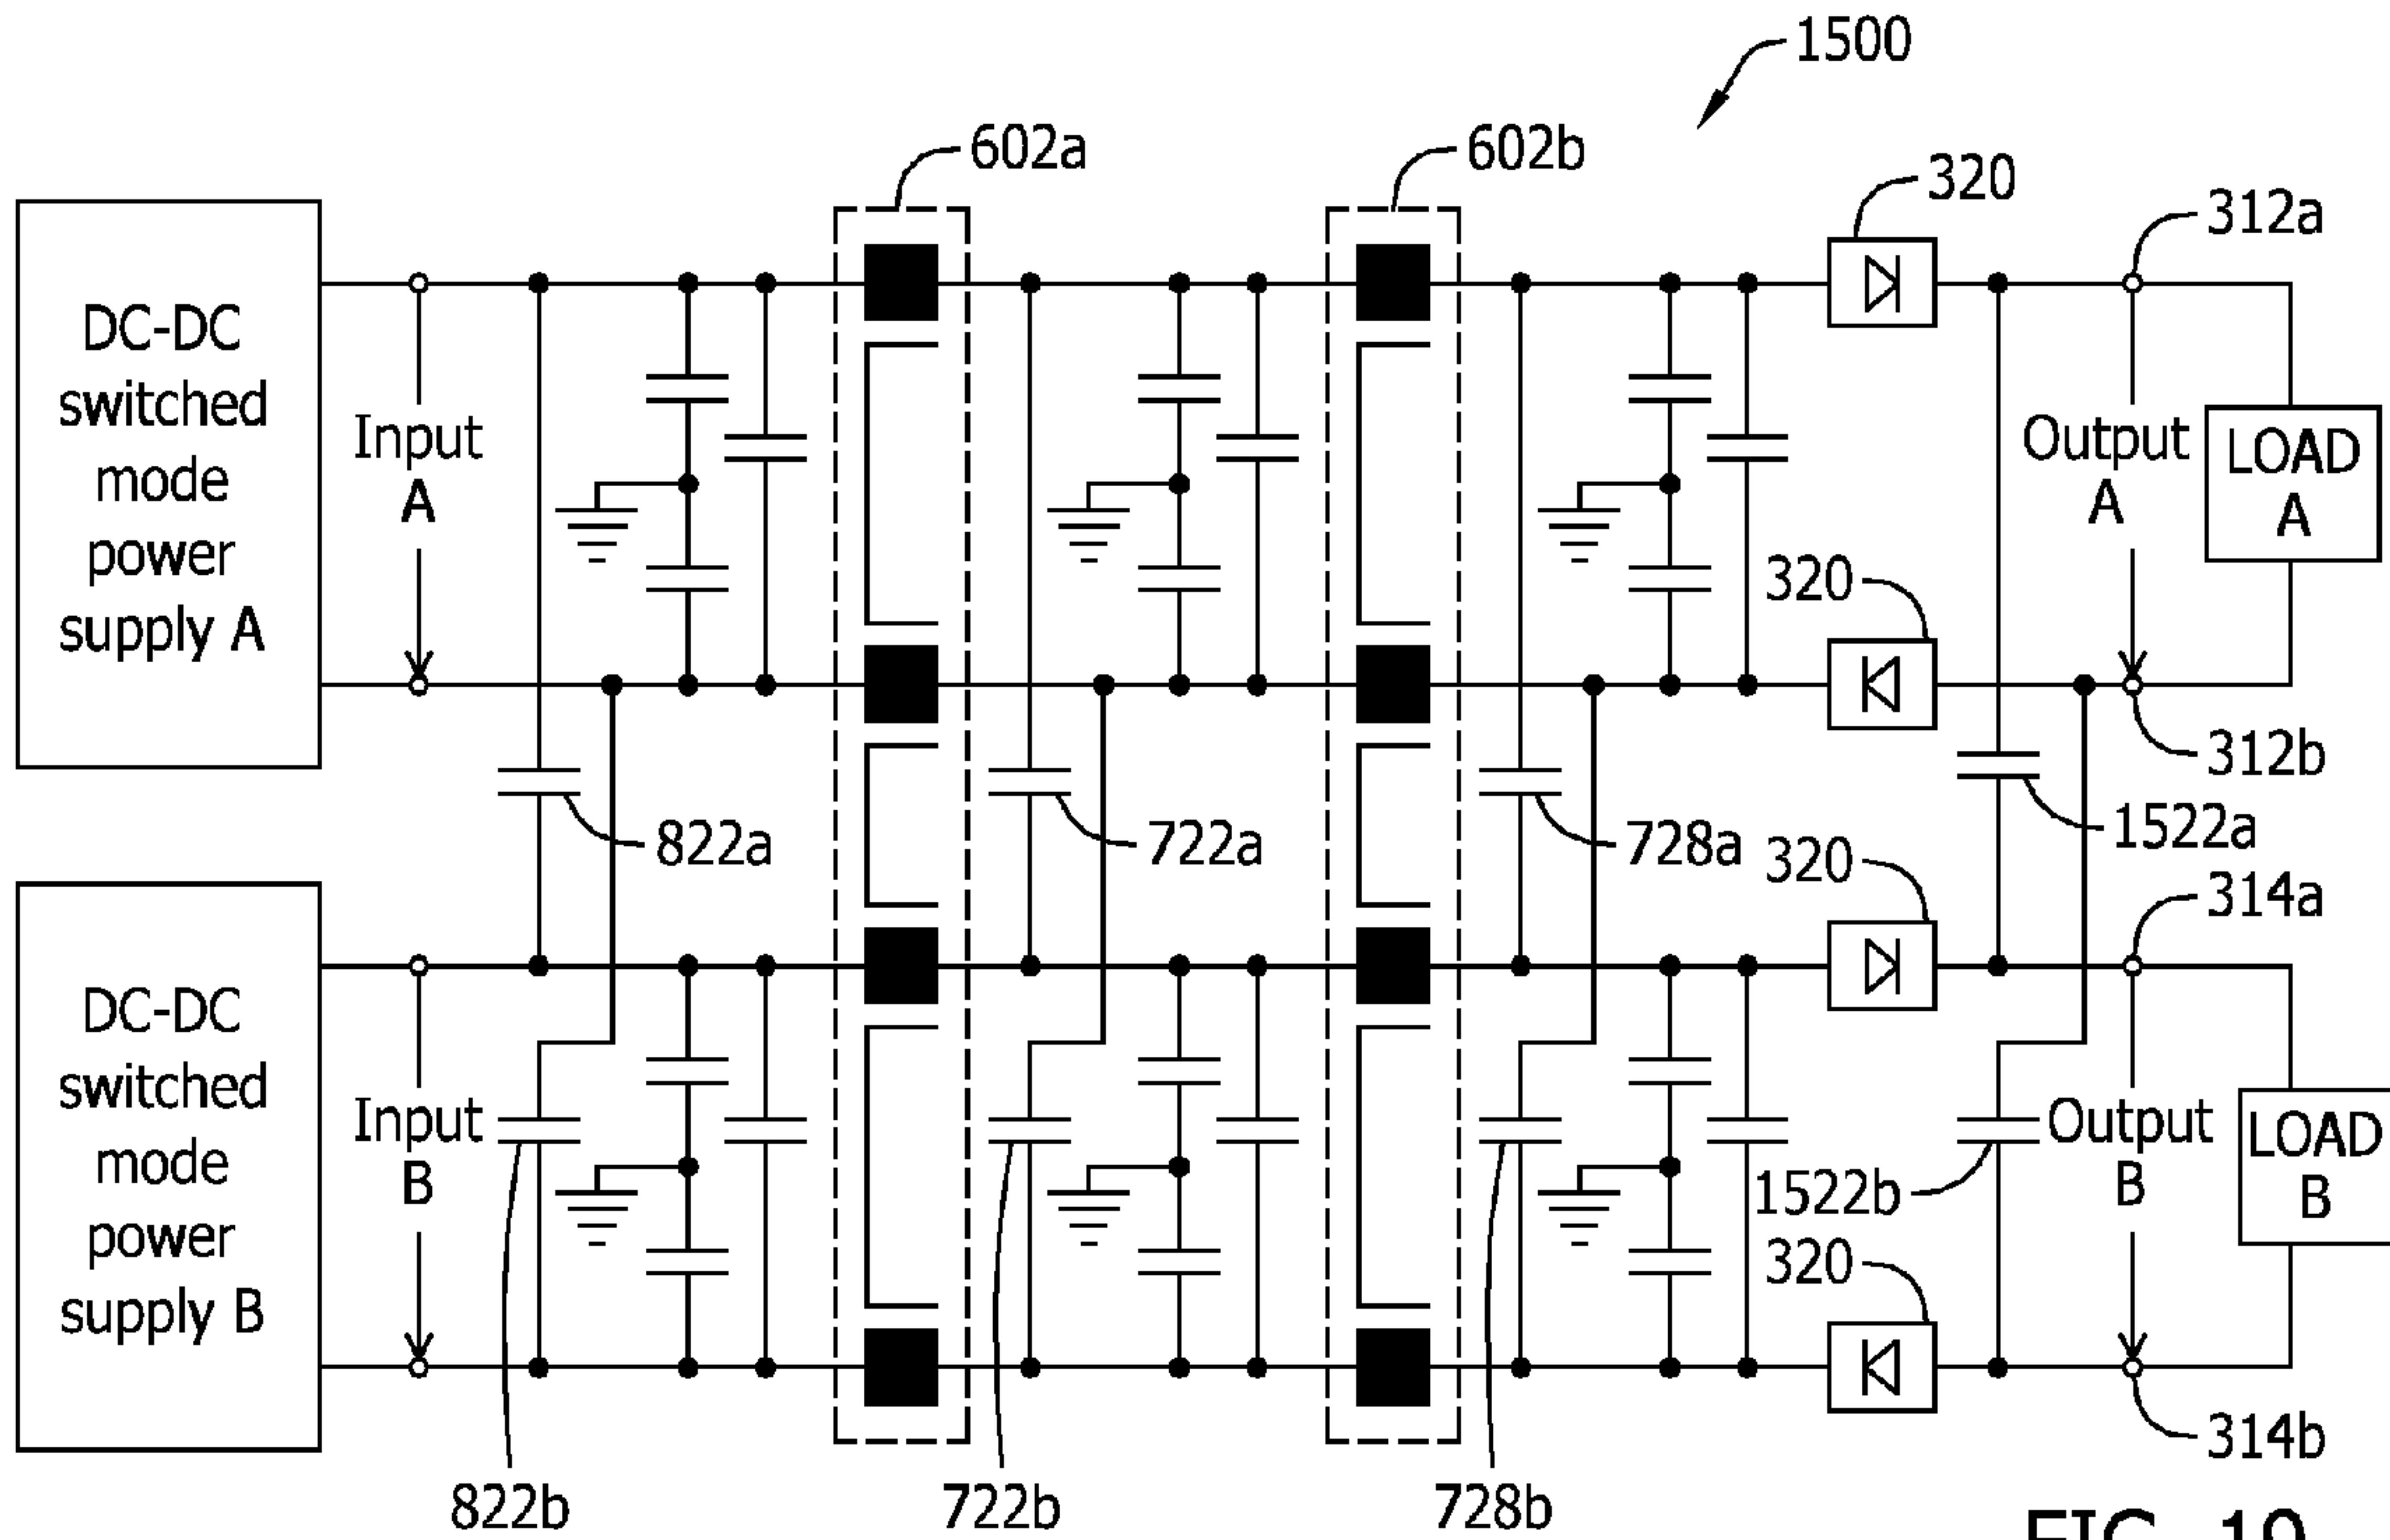 1500
602a
602b
320
312a
DC-DC
switched
mode
power
supply A
Input
A
Output
A
LOAD
A
320
312b
822a
722a
728a
1522a
320
314a
DC-DC
switched
mode
power
supply B
Input
B
Output
B
LOAD
B
1522b
320
314b
822b
722b
728b